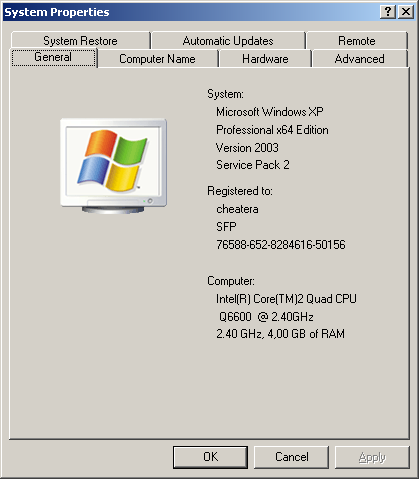 System Properties
System Restore
Automatic Updates
Remote
General
Computer Name
Hardware
Advanced
System:
Microsoft Windows XP
Professional x64 Edition
Version 2003
Service Pack 2
Registered to:
cheatera
SFP
76588-652-8284616-50156
Computer:
Intel(R) Core(TM)2 Quad CPU
Q6600 @ 2.40GHz
2.40 GHz, 4,00 GB of RAM
OK
Cancel
Apply